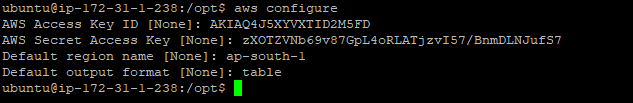 ubuntu@ip-172-31-1-238:/opt$ aws configure
AWS Access Key ID [None]: AKIAQ4J5XYVXTID2M5FD
AWS Secret Access Key [None]: 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
Default region name [None]: ap-south-1
Default output format [None]: table
ubuntu@ip-172-31-1-238:/opt$